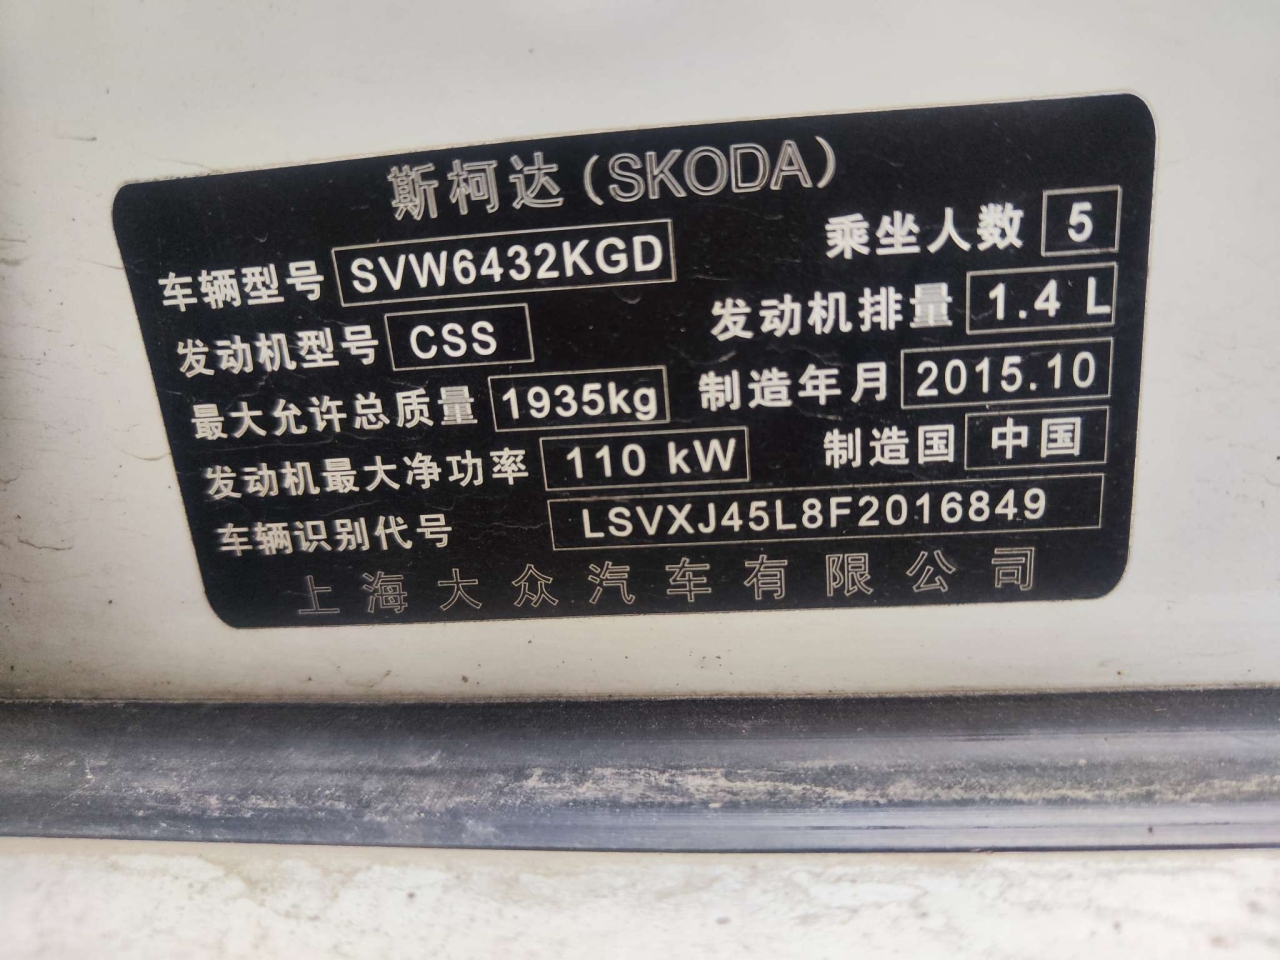 斯柯达(SKODA)
车辆型号 SVW6432KGD 乘坐人数 5
发动机型号 CSS 发动机排量 1.4 L
最大允许总质量 1935kg 制造年月 2015.10
发动机最大净功率 110 kW 制造国 中国
车辆识别代号 LSVXJ45L8F2016849
上海大众汽车有限公司